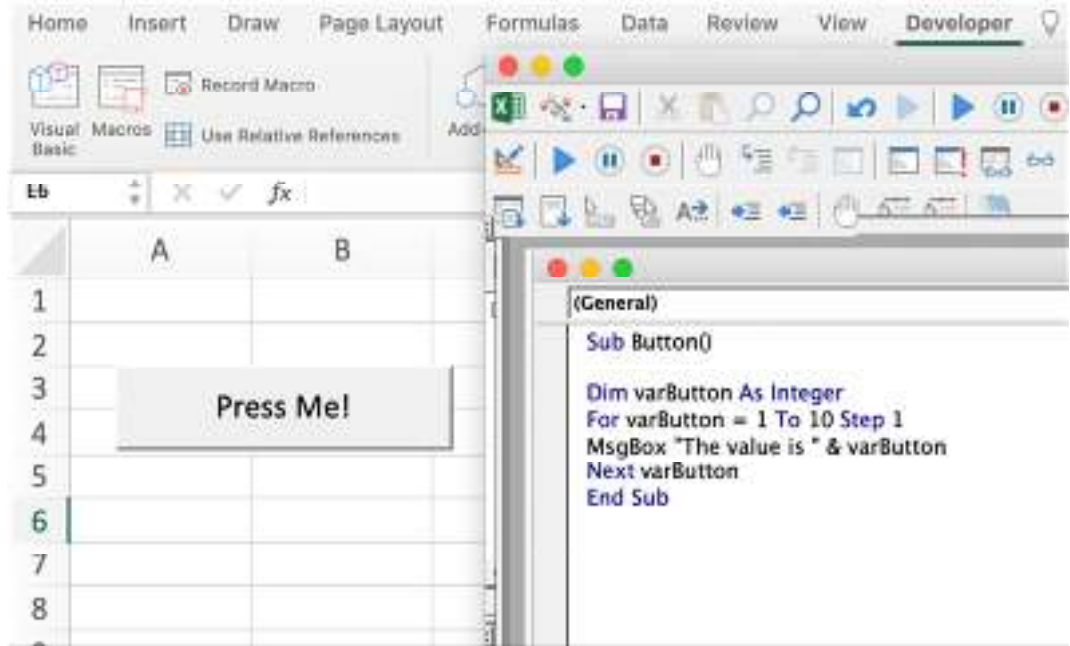 Home Insert Draw Page Layout Formulas Data Review View Developer
Record Macro
Visual Basic Macros Use Relative References Add-
E6 fx
A B
1
2
3
4
5
6
7
8
Press Me!
(General)
Sub Button()
Dim varButton As Integer
For varButton = 1 To 10 Step 1
MsgBox "The value is " & varButton
Next varButton
End Sub